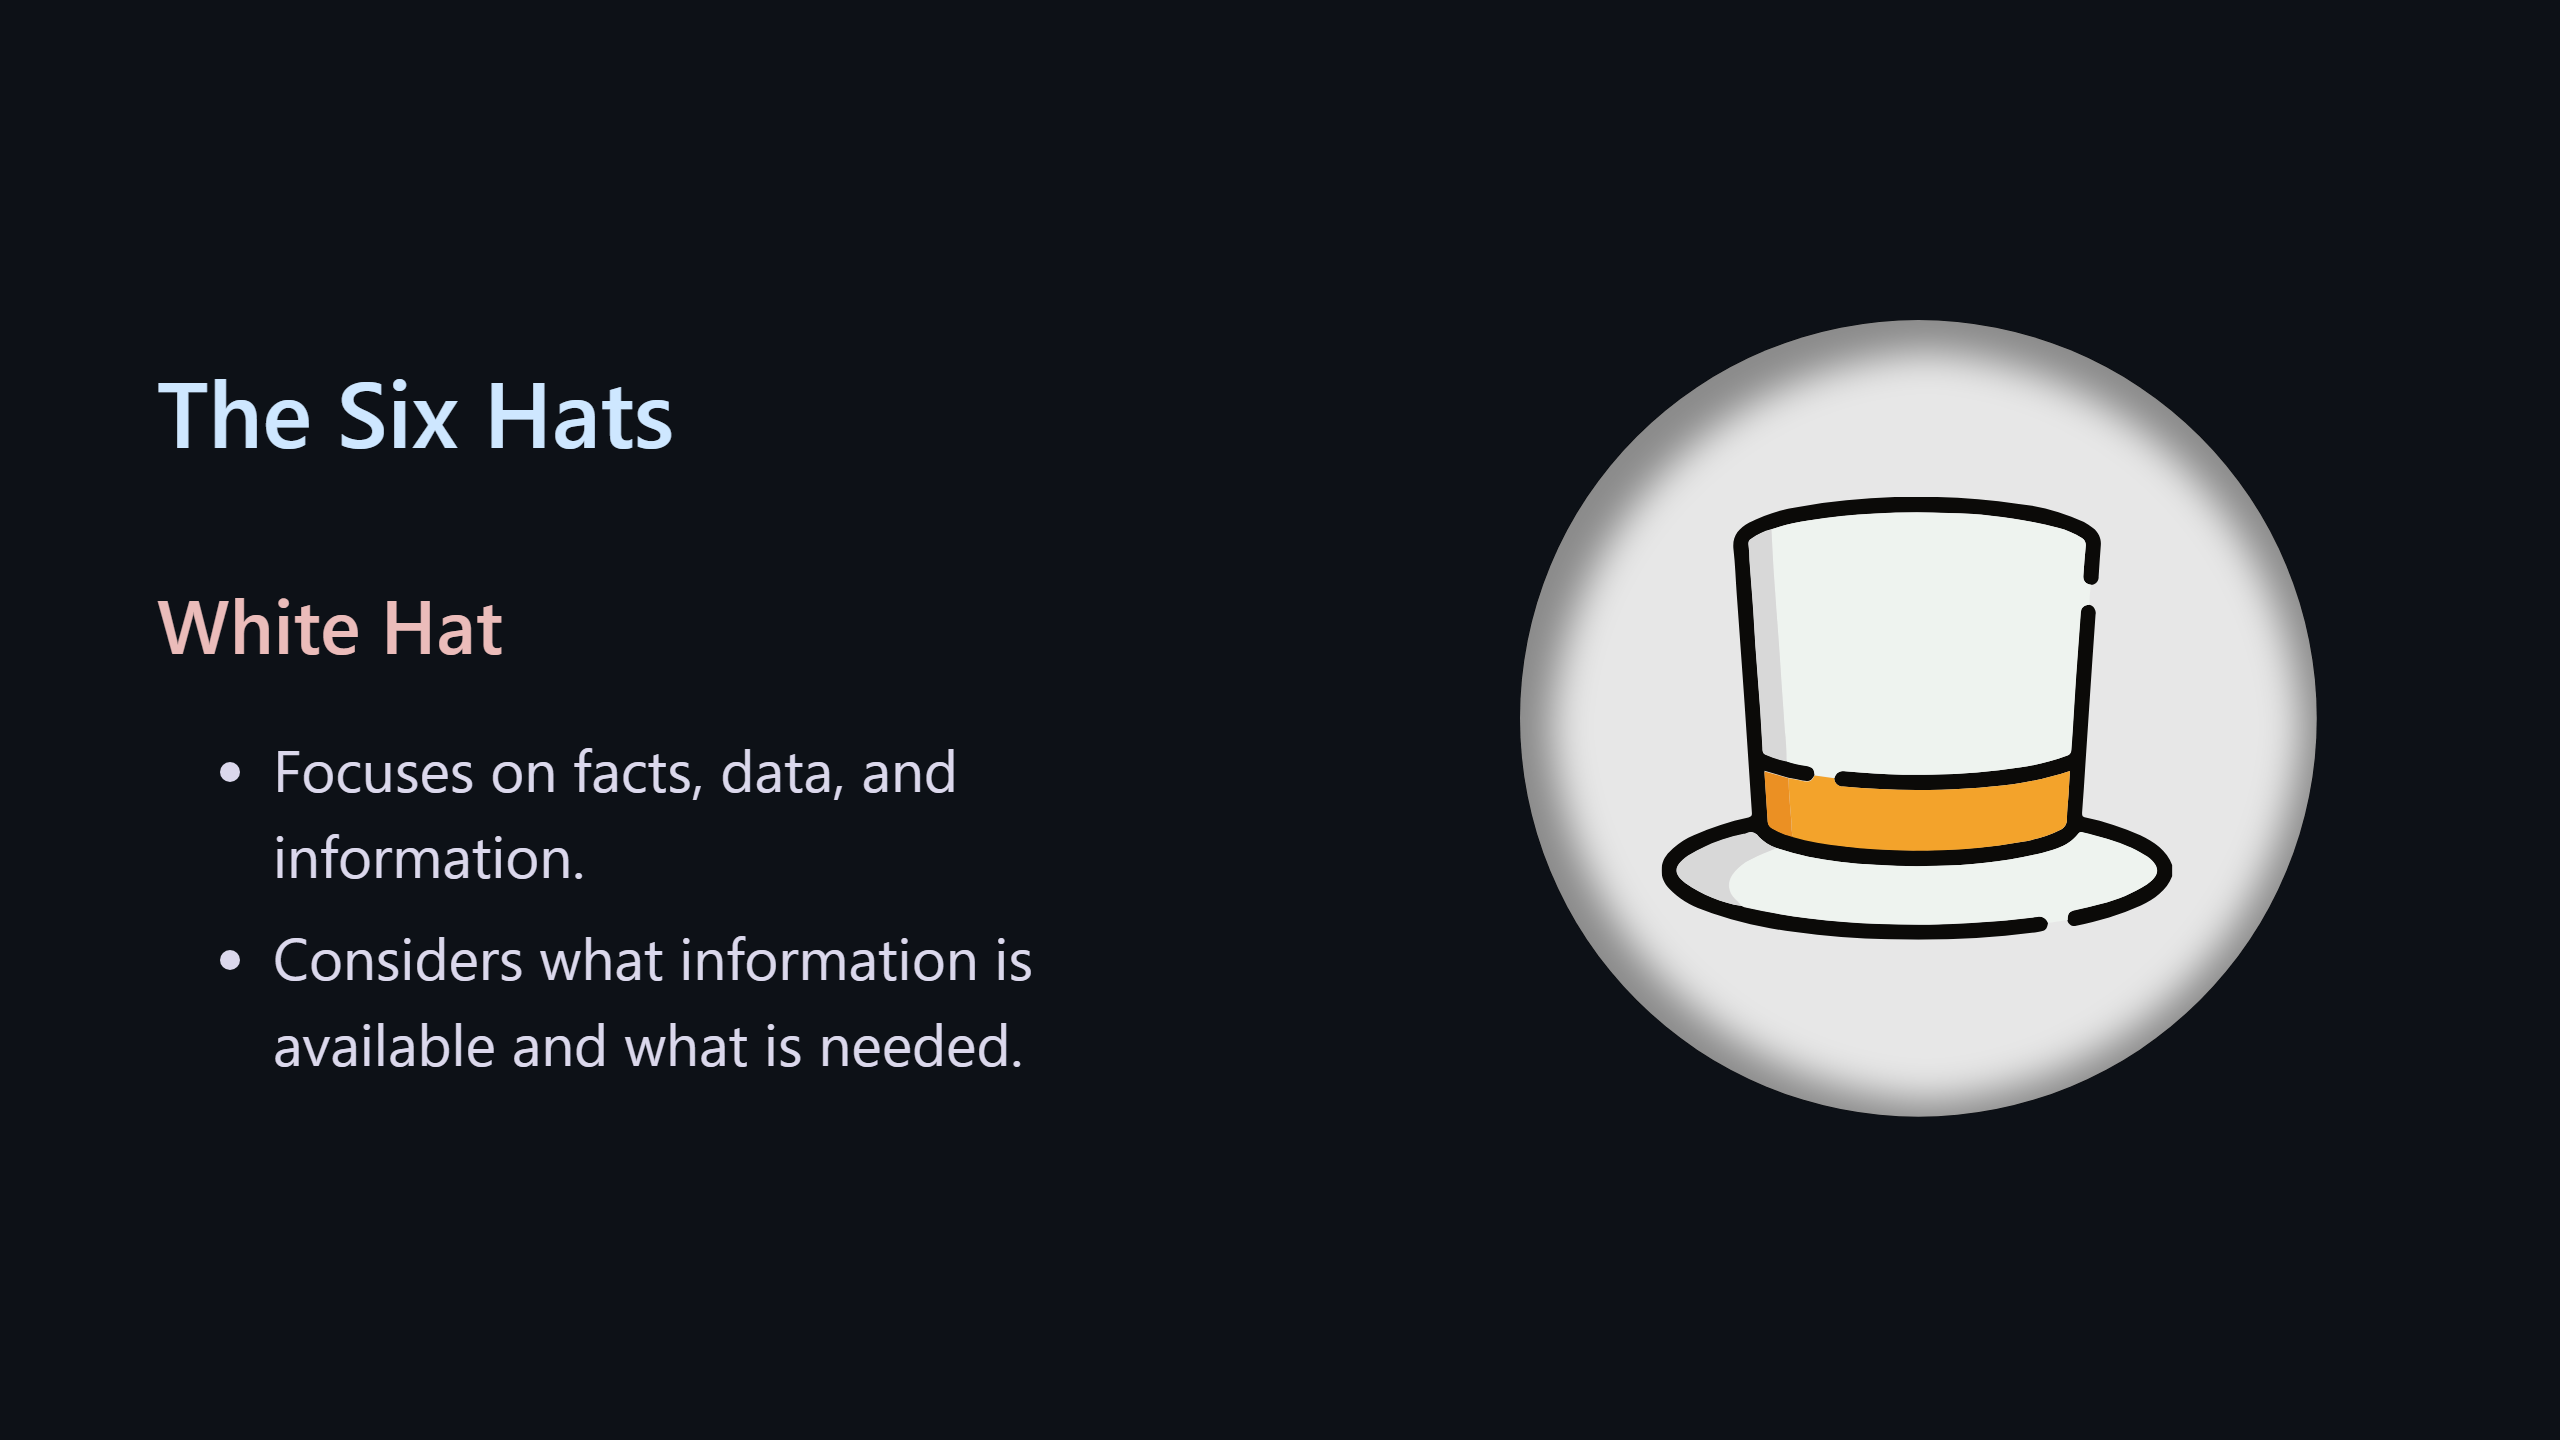 The Six Hats
White Hat
• Focuses on facts, data, and
information.
• Considers what information is
available and what is needed.